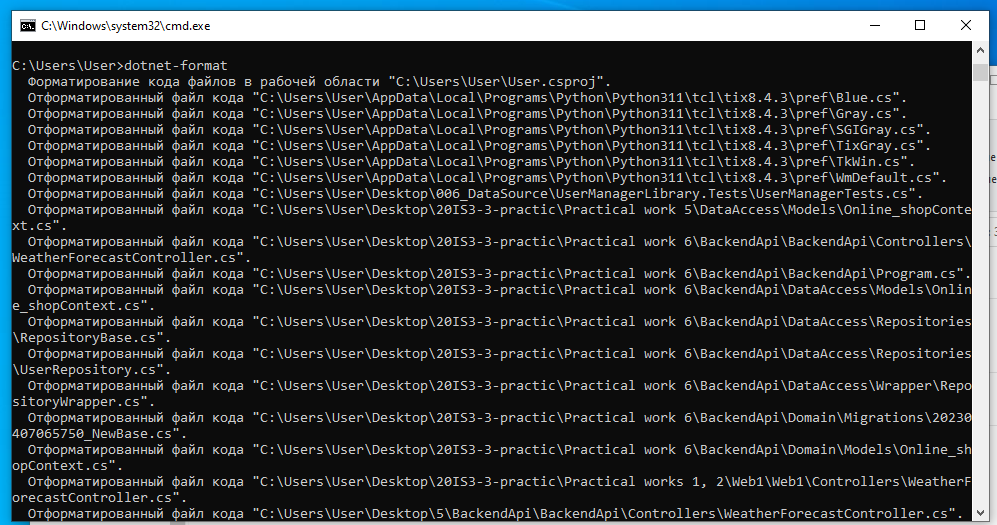 C:\Windows\system32\cmd.exe
C:\Users\User>dotnet-format
Форматирование кода файлов в рабочей области "C:\Users\User\User.csproj".
Отформатированный файл кода "C:\Users\User\AppData\Local\Programs\Python\Python311\tcl\tix8.4.3\pref\Blue.cs".
Отформатированный файл кода "C:\Users\User\AppData\Local\Programs\Python\Python311\tcl\tix8.4.3\pref\Gray.cs".
Отформатированный файл кода "C:\Users\User\AppData\Local\Programs\Python\Python311\tcl\tix8.4.3\pref\SGIGray.cs".
Отформатированный файл кода "C:\Users\User\AppData\Local\Programs\Python\Python311\tcl\tix8.4.3\pref\TixGray.cs".
Отформатированный файл кода "C:\Users\User\AppData\Local\Programs\Python\Python311\tcl\tix8.4.3\pref\TkWin.cs".
Отформатированный файл кода "C:\Users\User\AppData\Local\Programs\Python\Python311\tcl\tix8.4.3\pref\WmDefault.cs".
Отформатированный файл кода "C:\Users\User\Desktop\006_DataSource\UserManagerLibrary.Tests\UserManagerTests.cs".
Отформатированный файл кода "C:\Users\User\Desktop\20IS3-3-practic\Practical work 5\DataAccess\Models\Online_shopConte
xt.cs".
Отформатированный файл кода "C:\Users\User\Desktop\20IS3-3-practic\Practical work 6\BackendApi\BackendApi\Controllers\
WeatherForecastController.cs".
Отформатированный файл кода "C:\Users\User\Desktop\20IS3-3-practic\Practical work 6\BackendApi\BackendApi\Program.cs".
Отформатированный файл кода "C:\Users\User\Desktop\20IS3-3-practic\Practical work 6\BackendApi\DataAccess\Models\Onlin
e_shopContext.cs".
Отформатированный файл кода "C:\Users\User\Desktop\20IS3-3-practic\Practical work 6\BackendApi\DataAccess\Repositories
\RepositoryBase.cs".
Отформатированный файл кода "C:\Users\User\Desktop\20IS3-3-practic\Practical work 6\BackendApi\DataAccess\Repositories
\UserRepository.cs".
Отформатированный файл кода "C:\Users\User\Desktop\20IS3-3-practic\Practical work 6\BackendApi\DataAccess\Wrapper\Repo
sitoryWrapper.cs".
Отформатированный файл кода "C:\Users\User\Desktop\20IS3-3-practic\Practical work 6\BackendApi\Domain\Migrations\20230
407065750_NewBase.cs".
Отформатированный файл кода "C:\Users\User\Desktop\20IS3-3-practic\Practical work 6\BackendApi\Domain\Models\Online_sh
opContext.cs".
Отформатированный файл кода "C:\Users\User\Desktop\20IS3-3-practic\Practical works 1, 2\Web1\Web1\Controllers\WeatherF
orecastController.cs".
Отформатированный файл кода "C:\Users\User\Desktop\5\BackendApi\BackendApi\Controllers\WeatherForecastController.cs".